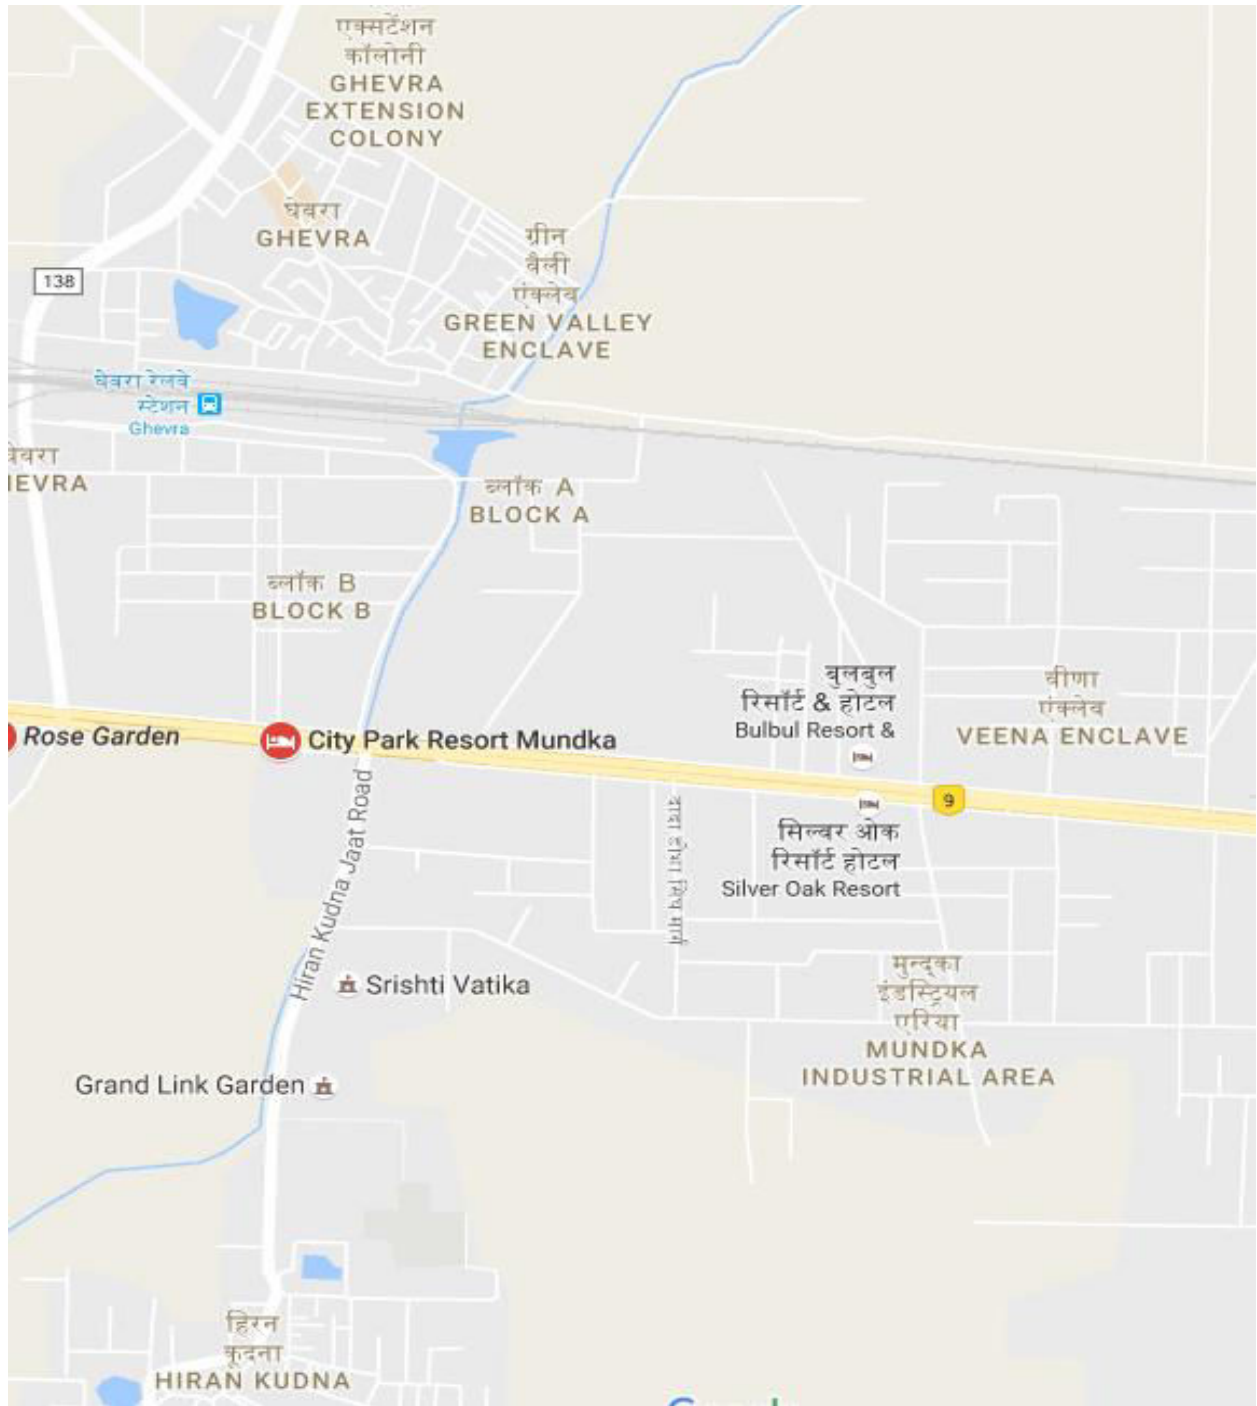 एक्सटेंशन
कॉलोनी
GHEVRA
EXTENSION
COLONY
घेवरा
GHEVRA
ग्रीन
वैली
एंक्लेव
GREEN VALLEY
ENCLAVE
138
घेवरा रेलवे
स्टेशन
Ghevra
घेवरा
HEVRA
ब्लॉक A
BLOCK A
ब्लॉक B
BLOCK B
बुलबुल
रिसॉर्ट & होटल
Bulbul Resort &
वीणा
एंक्लेव
VEENA ENCLAVE
Rose Garden
City Park Resort Mundka
9
Hiran Kudna Jaat Road
सिल्वर ओक
रिसॉर्ट होटल
Silver Oak Resort
मुन्दका
इंडस्ट्रियल
एरिया
MUNDKA
INDUSTRIAL AREA
Srishti Vatika
Grand Link Garden
हिरन
कूदना
HIRAN KUDNA